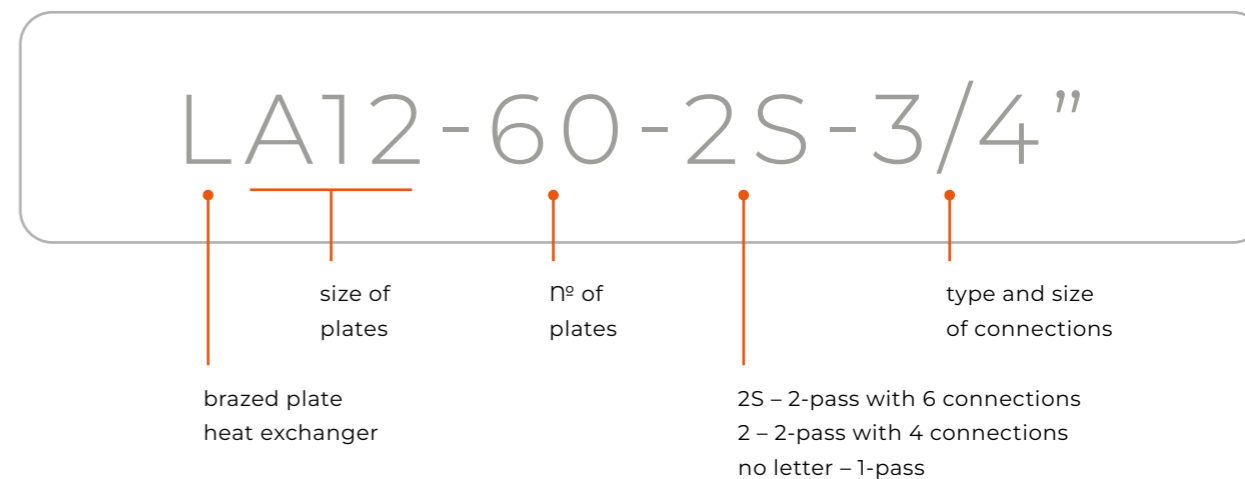 LA12-60-2S-3/4”
size of
plates
nº of
plates
type and size
of connections
brazed plate
heat exchanger
2S – 2-pass with 6 connections
2 – 2-pass with 4 connections
no letter – 1-pass